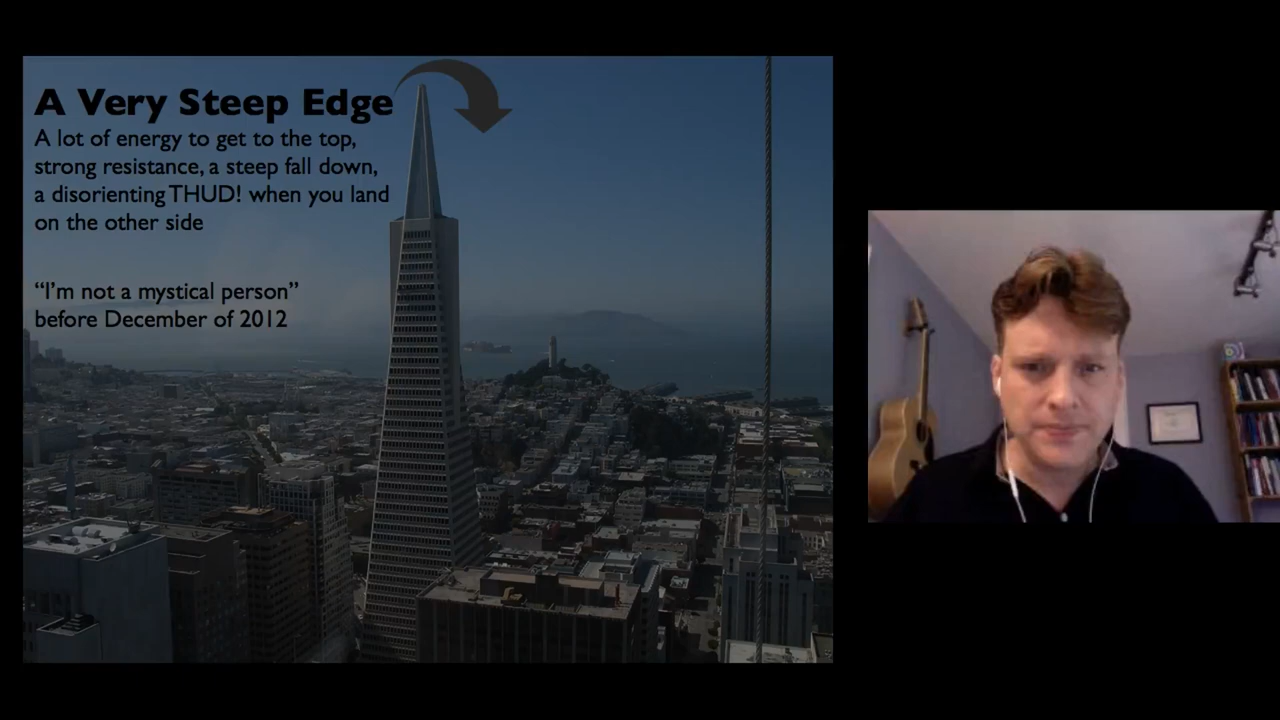 A Very Steep Edge
A lot of energy to get to the top,
strong resistance, a steep fall down,
a disorienting THUD! when you land
on the other side
“I’m not a mystical person”
before December of 2012